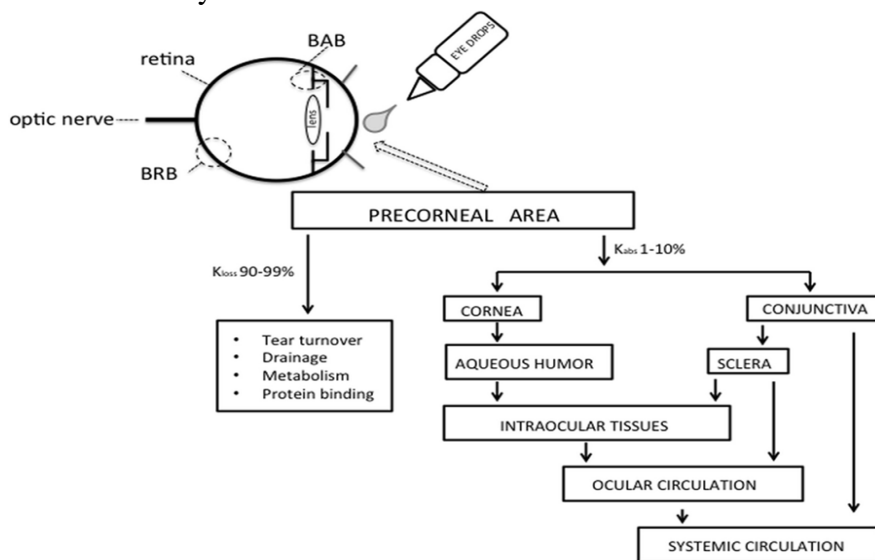 BAB
EYE DROPS
retina
lens
optic nerve
BRB
PRECORNEAL AREA
Kloss 90-99%
Kabs 1-10%
CORNEA
CONJUNCTIVA
• Tear turnover
• Drainage
• Metabolism
• Protein binding
AQUEOUS HUMOR
SCLERA
INTRAOCULAR TISSUES
OCULAR CIRCULATION
SYSTEMIC CIRCULATION